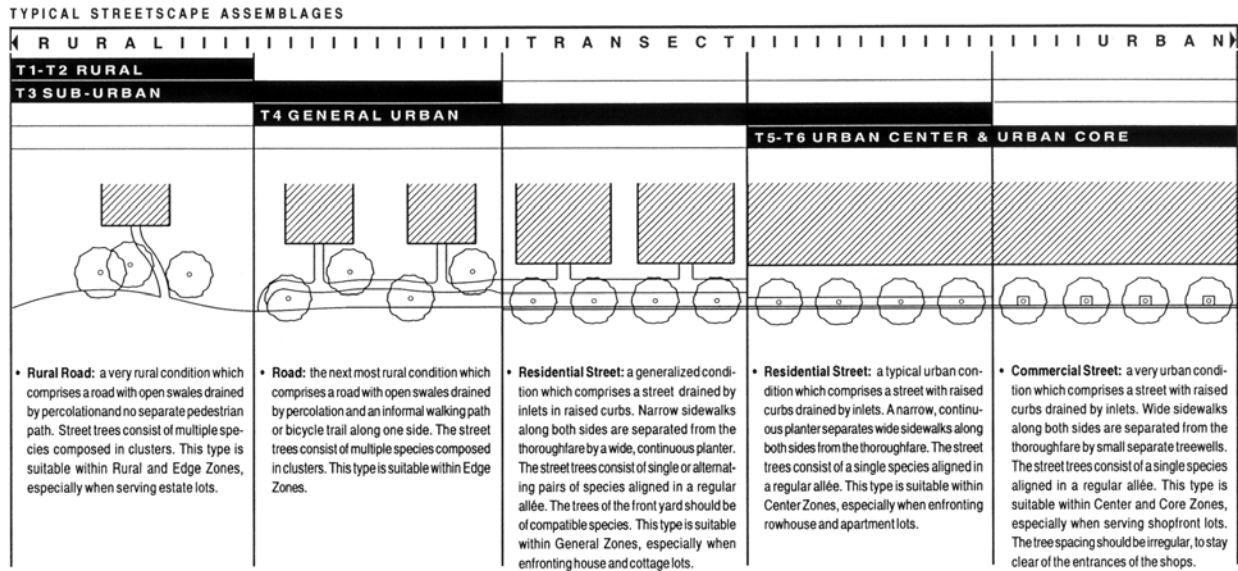 TYPICAL STREETSCAPE ASSEMBLAGES
RURAL IIIIIIIIIIIIIII TRANSECT IIIIIIIIIIIIIII URBAN
T1-T2 RURAL
T3 SUB-URBAN
T4 GENERAL URBAN
T5-T6 URBAN CENTER & URBAN CORE
• Rural Road: a very rural condition which
comprises a road with open swales drained
by percolationand no separate pedestrian
path. Street trees consist of multiple spe-
cies composed in clusters. This type is
suitable within Rural and Edge Zones,
especially when serving estate lots.
• Road: the next most rural condition which
comprises a road with open swales drained
by percolation and an informal walking path
or bicycle trail along one side. The street
trees consist of multiple species composed
in clusters. This type is suitable within Edge
Zones.
• Residential Street: a generalized condi-
tion which comprises a street drained by
inlets in raised curbs. Narrow sidewalks
along both sides are separated from the
thoroughfare by a wide, continuous planter.
The street trees consist of single or alternat-
ing pairs of species aligned in a regular
allée. The trees of the front yard should be
of compatible species. This type is suitable
within General Zones, especially when
enfronting house and cottage lots.
• Residential Street: a typical urban con-
dition which comprises a street with raised
curbs drained by inlets. A narrow, continu-
ous planter separates wide sidewalks along
both sides from the thoroughfare. The street
trees consist of a single species aligned in
a regular allée. This type is suitable within
Center Zones, especially when enfronting
rowhouse and apartment lots.
• Commercial Street: a very urban condi-
tion which comprises a street with raised
curbs drained by inlets. Wide sidewalks
along both sides are separated from the
thoroughfare by small separate treewells.
The street trees consist of a single species
aligned in a regular allée. This type is
suitable within Center and Core Zones,
especially when serving shopfront lots.
The tree spacing should be irregular, to stay
clear of the entrances of the shops.